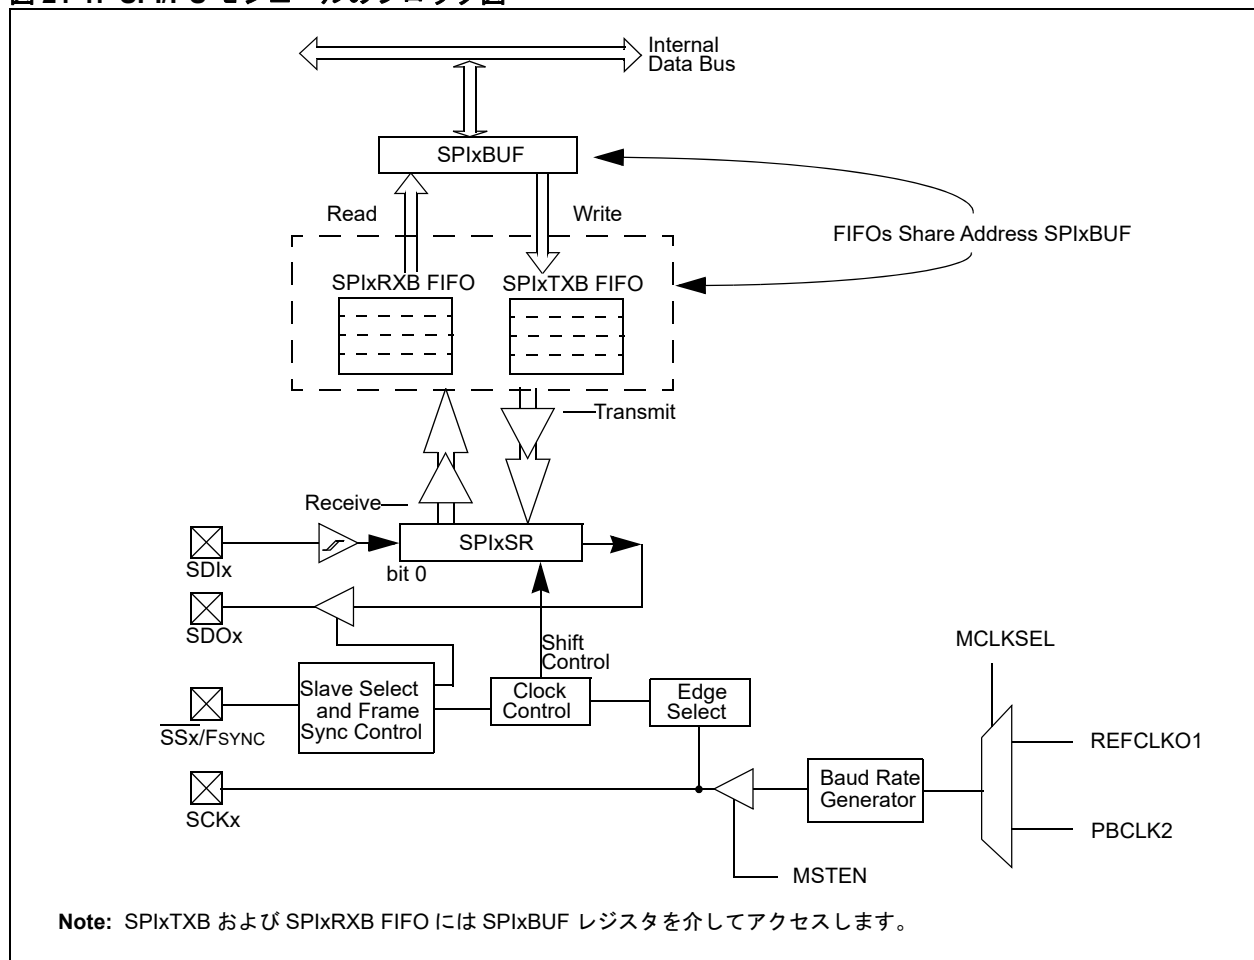 Internal
Data Bus
SPIxBUF
Read
Write
FIFOs Share Address SPIxBUF
SPIxRXB FIFO
SPIxTXB FIFO
Transmit
Receive
SPIxSR
SDIx
bit 0
SDOx
Shift
Control
MCLKSEL
Slave Select
and Frame
Sync Control
Clock
Control
Edge
Select
SSx/FSYNC
REFCLKO1
Baud Rate
Generator
SCKx
PBCLK2
MSTEN
Note: SPIxTXB および SPIxRXB FIFO には SPIxBUF レジスタを介してアクセスします。